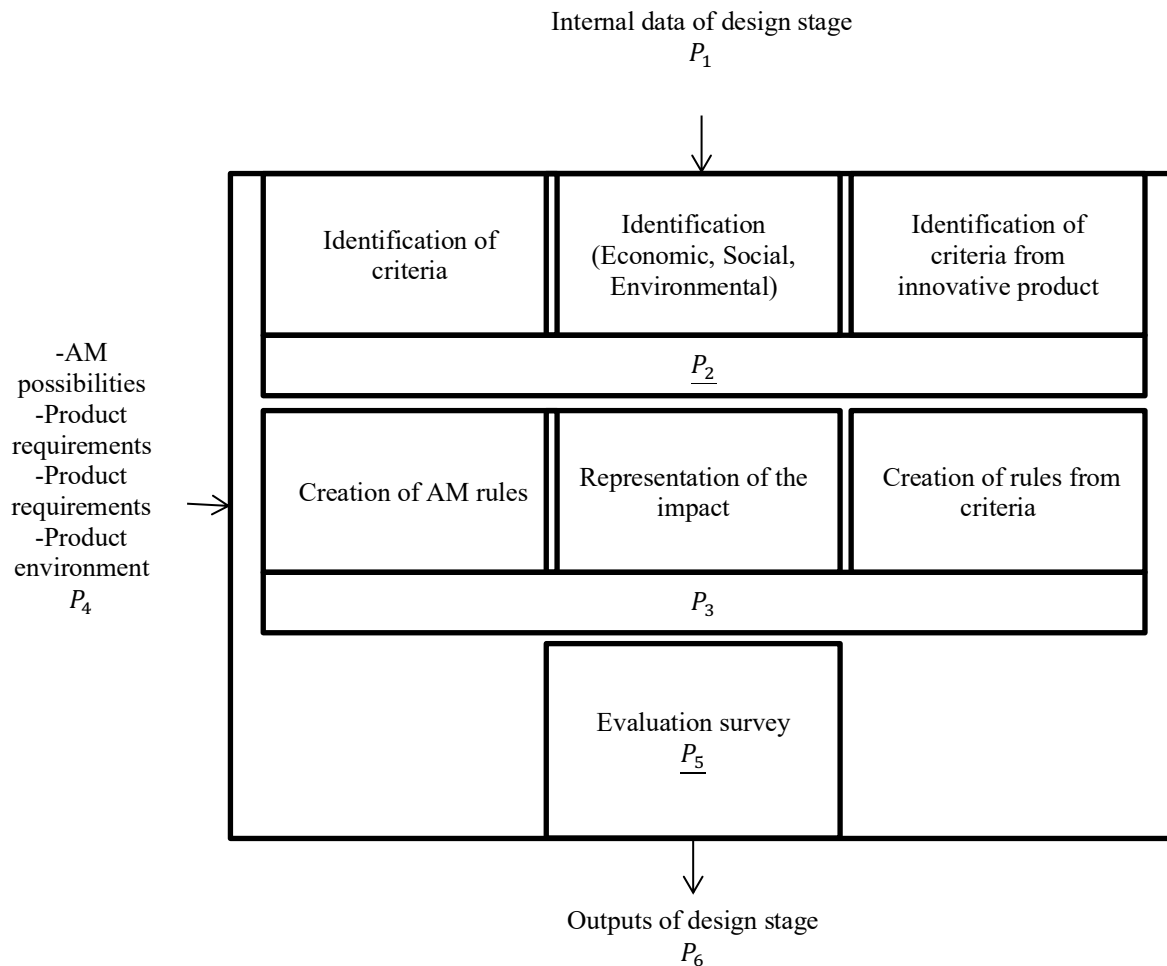 Internal data of design stage
P₁
Identification of
criteria
Identification
(Economic, Social,
Environmental)
Identification of
criteria from
innovative product
P₂
-AM
possibilities
-Product
requirements
-Product
requirements
-Product
environment
P₄
Creation of AM rules
Representation of the
impact
Creation of rules from
criteria
P₃
Evaluation survey
P₅
Outputs of design stage
P₆